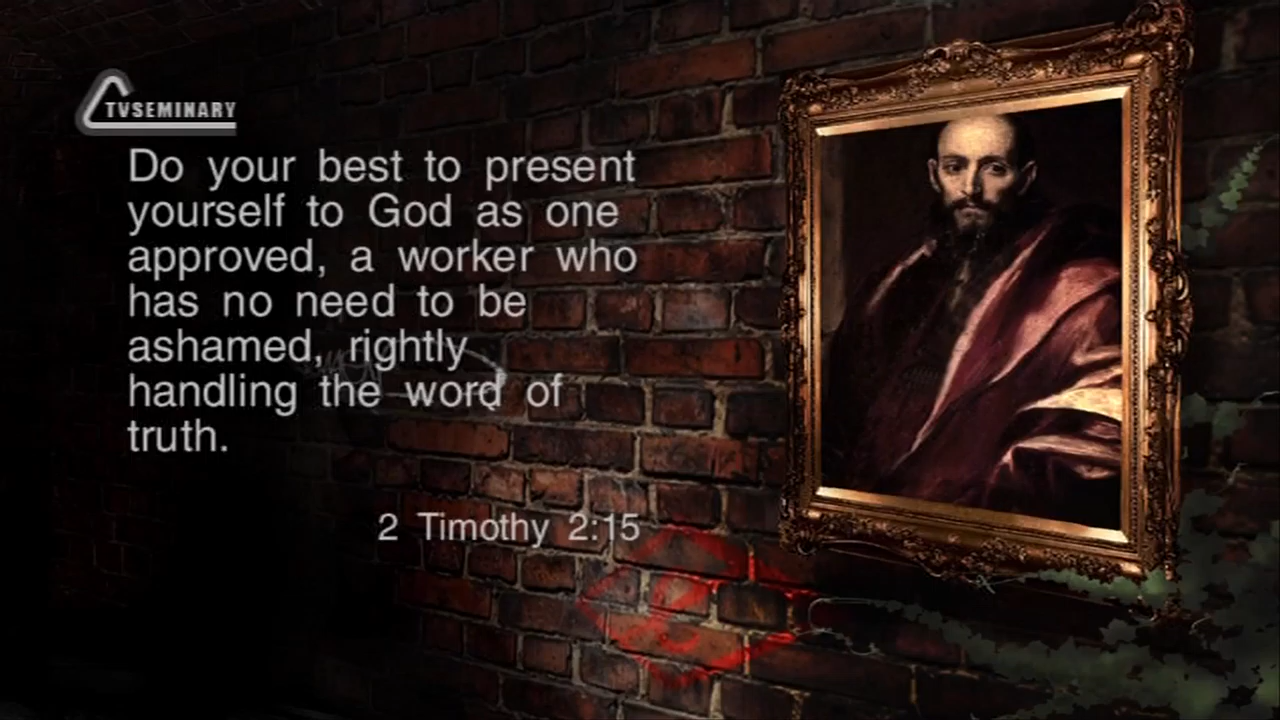 TVSEMINARY
Do your best to present
yourself to God as one
approved, a worker who
has no need to be
ashamed, rightly
handling the word of
truth.
2 Timothy 2:15